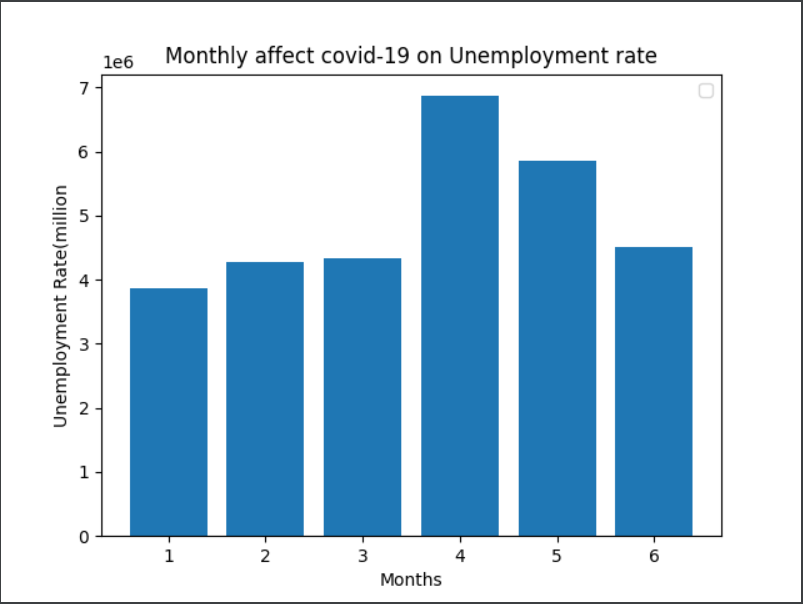 Monthly affect covid-19 on Unemployment rate
1e6
7
6
5
4
3
2
1
0
Unemployment Rate(million
1 2 3 4 5 6
Months